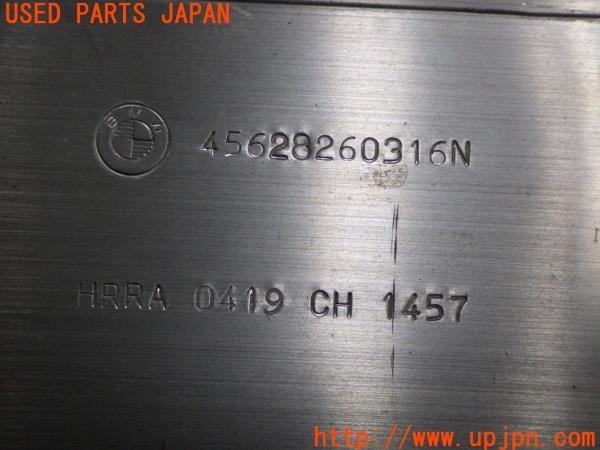 USED PARTS JAPAN
BMW
45628260316N
HRRA 0419 CH 1457
http://www.upjpn.com